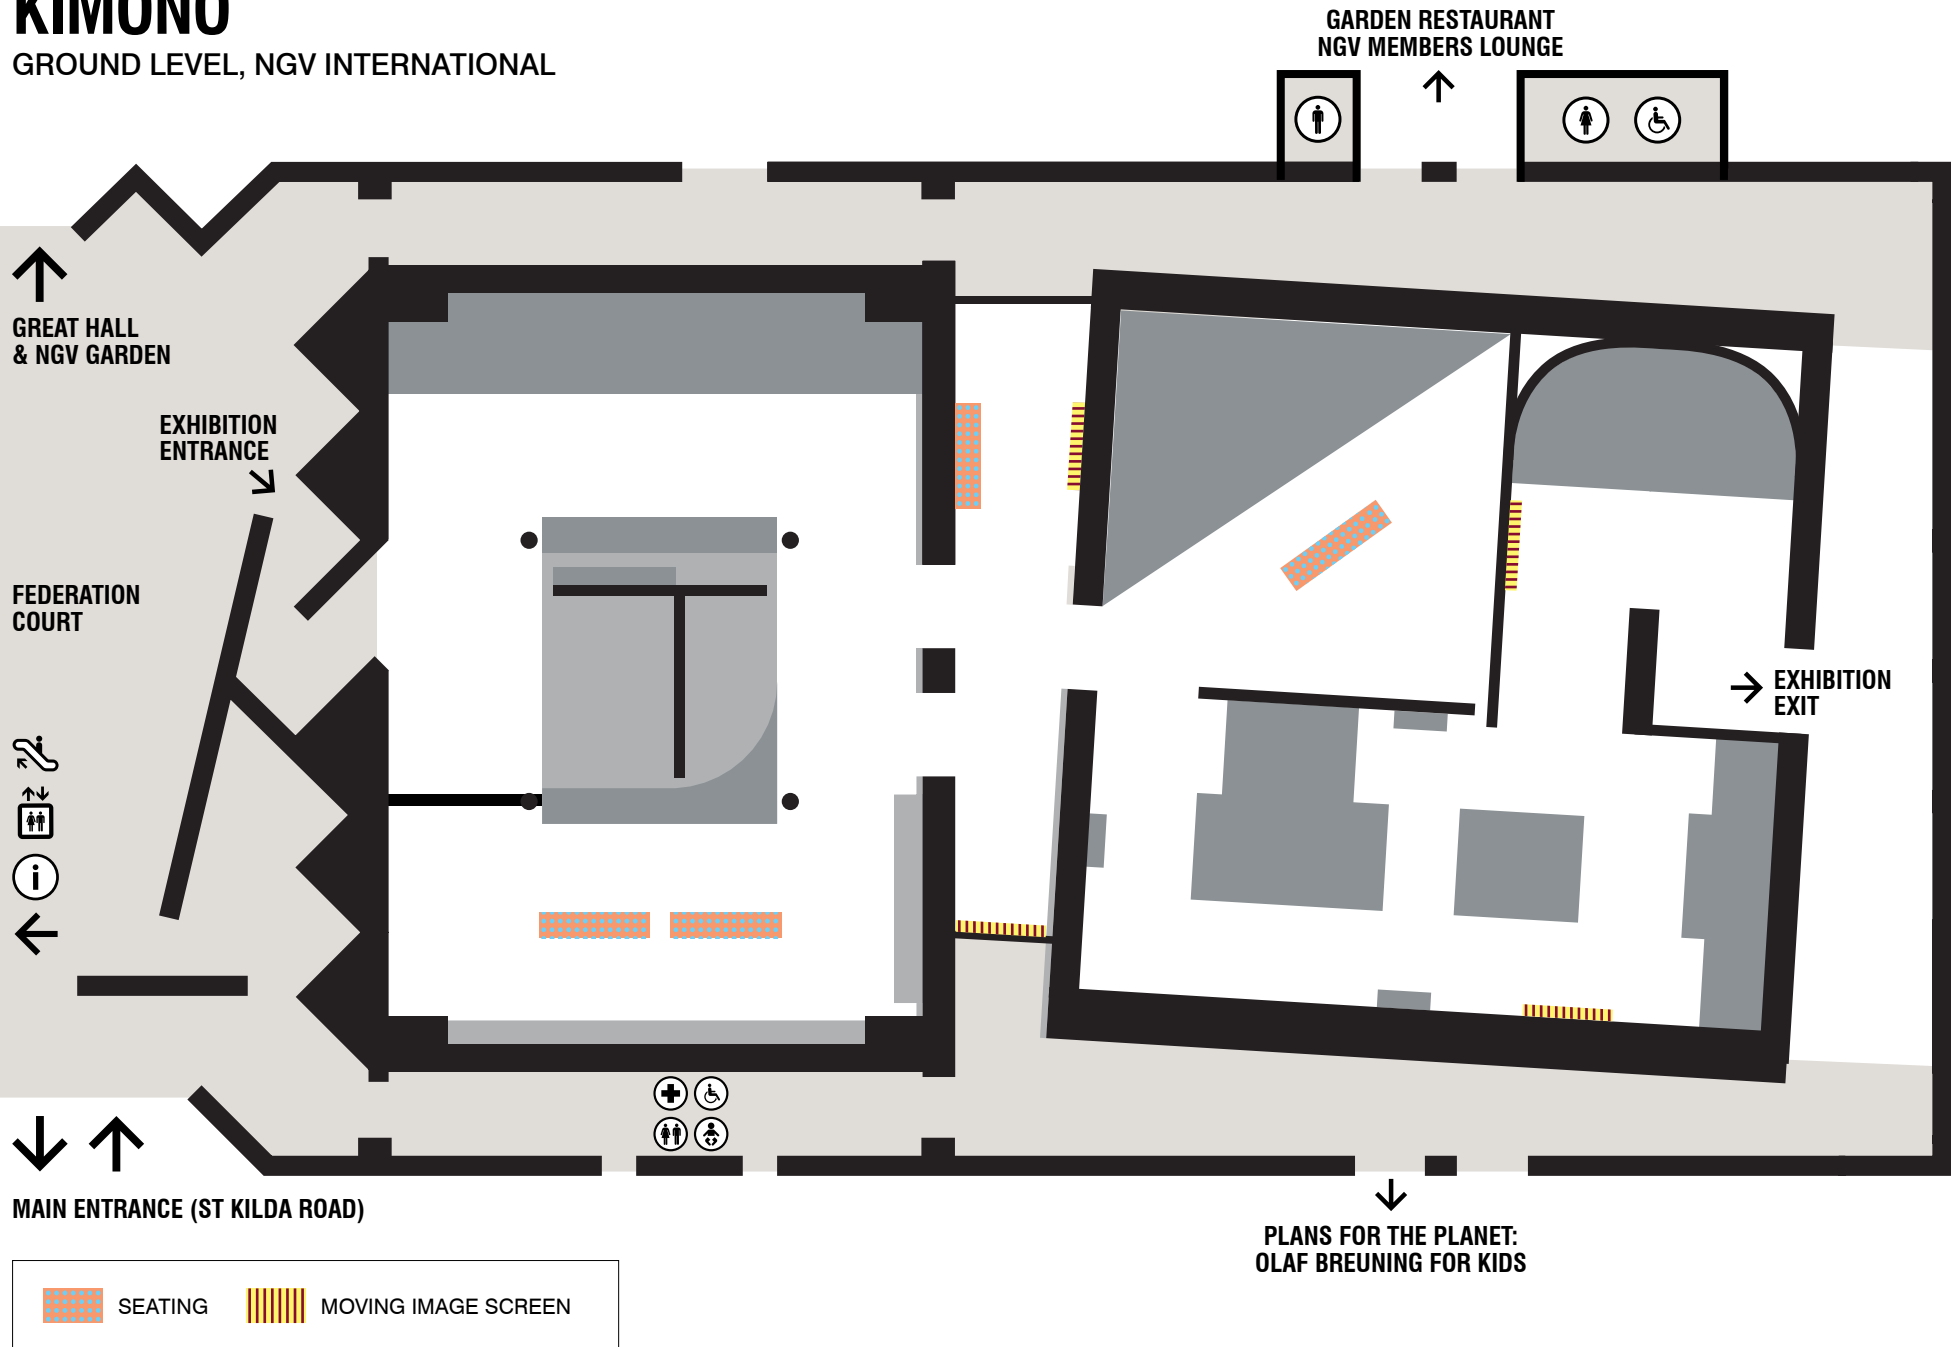 KIMONO
GROUND LEVEL, NGV INTERNATIONAL
GARDEN RESTAURANT
NGV MEMBERS LOUNGE
GREAT HALL
& NGV GARDEN
EXHIBITION
ENTRANCE
FEDERATION
COURT
EXHIBITION
EXIT
MAIN ENTRANCE (ST KILDA ROAD)
PLANS FOR THE PLANET:
OLAF BREUNING FOR KIDS
SEATING
MOVING IMAGE SCREEN